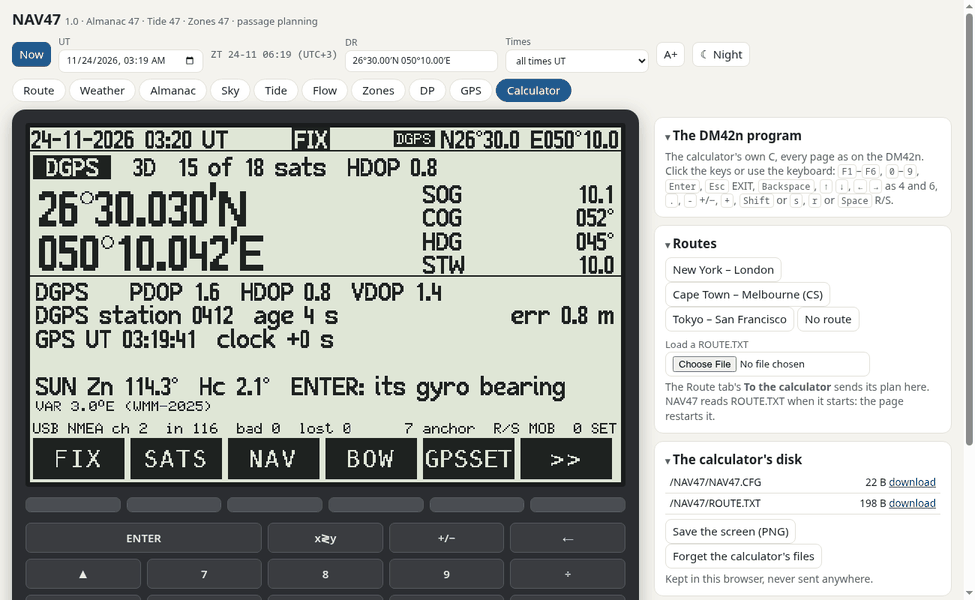 NAV47 1.0 · Almanac 47 · Tide 47 · Zones 47 · passage planning
UT
DR
Times
Now
11/24/2026, 03:19 AM
ZT 24-11 06:19 (UTC+3)
26°30.00'N 050°10.00'E
all times UT
A+
☾ Night
Route
Weather
Almanac
Sky
Tide
Flow
Zones
DP
GPS
Calculator
24-11-2026 03:20 UT FIX DGPS N26°30.0 E050°10.0
DGPS 3D 15 of 18 sats HDOP 0.8
26°30.030'N
050°10.042'E
SOG 10.1
COG 052°
HDG 045°
STW 10.0
DGPS PDOP 1.6 HDOP 0.8 VDOP 1.4
DGPS station 0412 age 4 s err 0.8 m
GPS UT 03:19:41 clock +0 s
SUN Zn 114.3° Hc 2.1° ENTER: its gyro bearing
VAR 3.0°E (WMM-2025)
USB NMEA ch 2 in 116 bad 0 lost 0 7 anchor R/S MOB 0 SET
FIX SATS NAV BOW GPSSET >>
ENTER x≷y +/− ←
▲ 7 8 9 ÷
▾ The DM42n program
The calculator's own C, every page as on the DM42n.
Click the keys or use the keyboard: F1–F6, 0–9,
Enter, Esc EXIT, Backspace, ↑ ↓, ← → as 4 and 6,
., - +/−, +, Shift or s, r or Space R/S.
▾ Routes
New York – London
Cape Town – Melbourne (CS)
Tokyo – San Francisco
No route
Load a ROUTE.TXT
Choose File No file chosen
The Route tab's To the calculator sends its plan here.
NAV47 reads ROUTE.TXT when it starts: the page
restarts it.
▾ The calculator's disk
/NAV47/NAV47.CFG 22 B download
/NAV47/ROUTE.TXT 198 B download
Save the screen (PNG)
Forget the calculator's files
Kept in this browser, never sent anywhere.